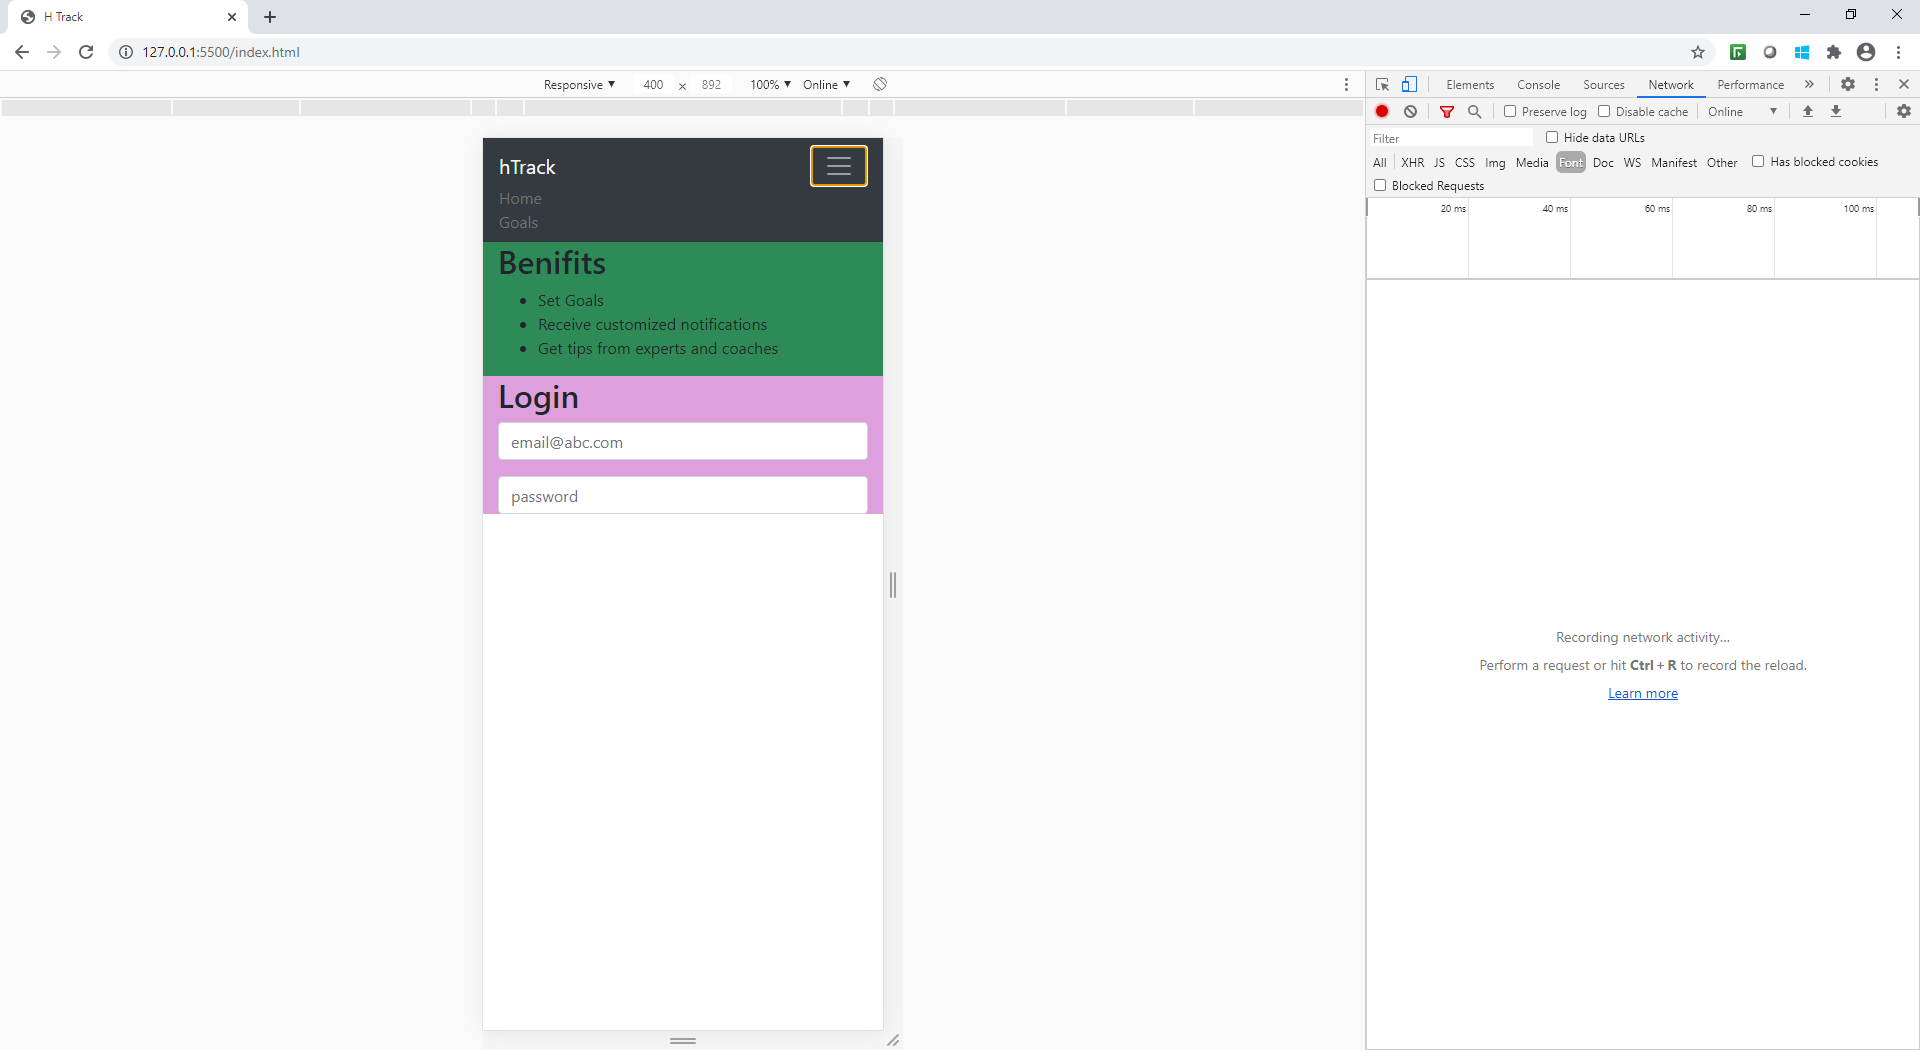 H Track
127.0.0.1:5500/index.html
Responsive ▼ 400 × 892 100% ▼ Online ▼
Elements Console Sources Network Performance »
Preserve log Disable cache Online ▼
Filter Hide data URLs
All XHR JS CSS Img Media Font Doc WS Manifest Other Has blocked cookies
Blocked Requests
20 ms 40 ms 60 ms 80 ms 100 ms
hTrack
Home
Goals
Benifits
• Set Goals
• Receive customized notifications
• Get tips from experts and coaches
Login
email@abc.com
password
Recording network activity...
Perform a request or hit Ctrl + R to record the reload.
Learn more